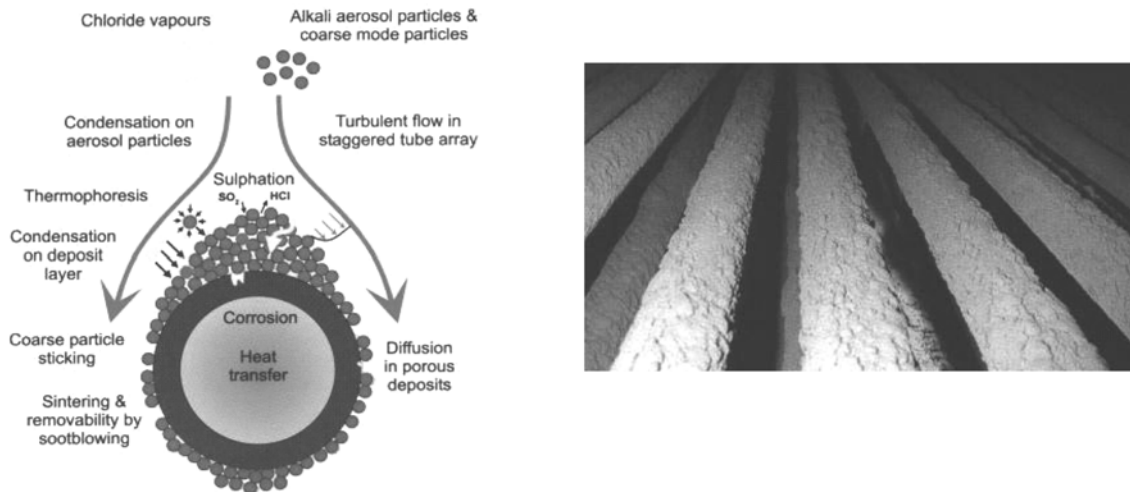 Chloride vapours
Alkali aerosol particles &
coarse mode particles
Condensation on
aerosol particles
Turbulent flow in
staggered tube array
Thermophoresis
Sulphation
SO2
HCl
Condensation
on deposit
layer
Corrosion
Heat
transfer
Coarse particle
sticking
Diffusion
in porous
deposits
Sintering &
removability by
sootblowing